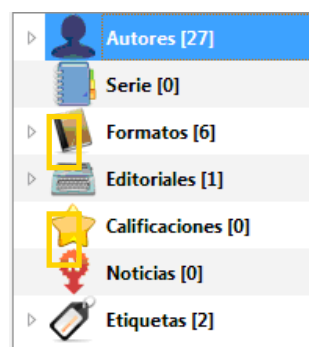 Autores [27]
Serie [0]
Formatos [6]
Editoriales [1]
Calificaciones [0]
Noticias [0]
Etiquetas [2]